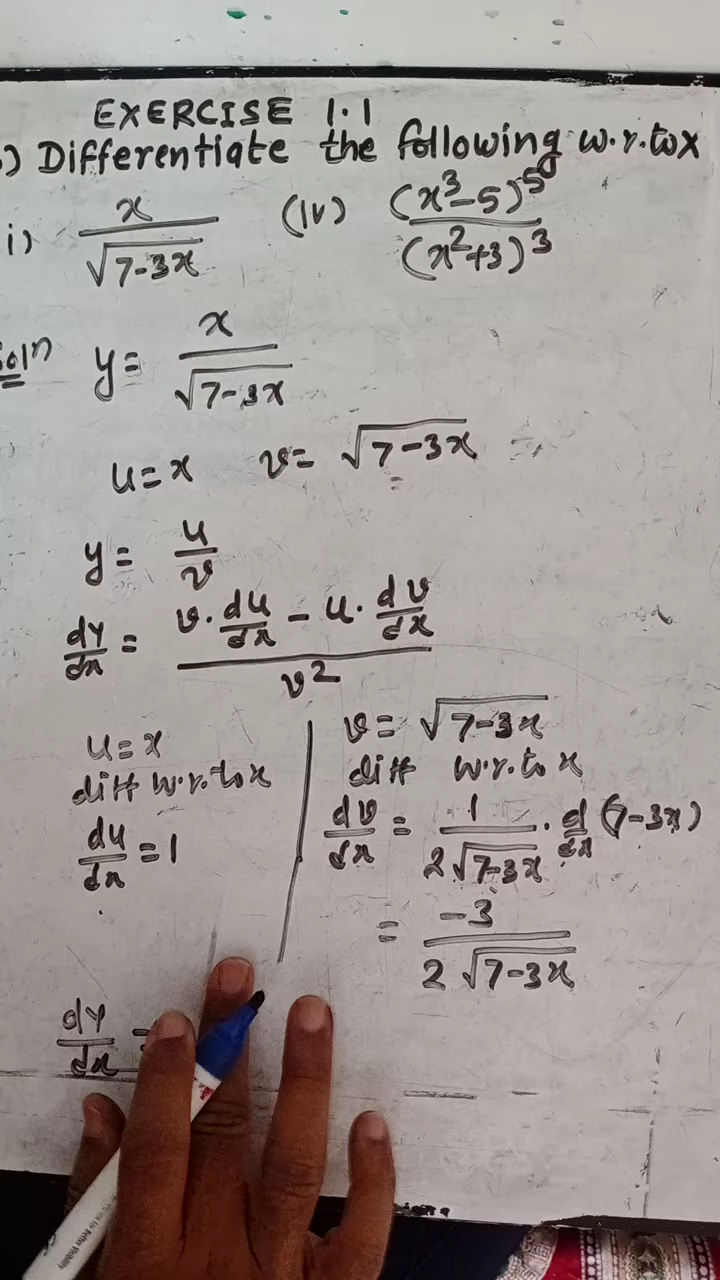 EXERCISE 1.1
) Differentiate the following w.r.to x
i) x/√(7-3x) (iv) (x³-5)⁵/(x²+3)³
Solⁿ y= x/√(7-3x)
u=x v= √(7-3x)
y= u/v
dy/dx = (v.du/dx - u.dv/dx)/v²
u=x
diff w.r.to x
du/dx =1
v= √(7-3x)
diff w.r.to x
dv/dx = 1/(2√(7-3x)) . d/dx (7-3x)
= -3/(2√(7-3x))
dy/dx =